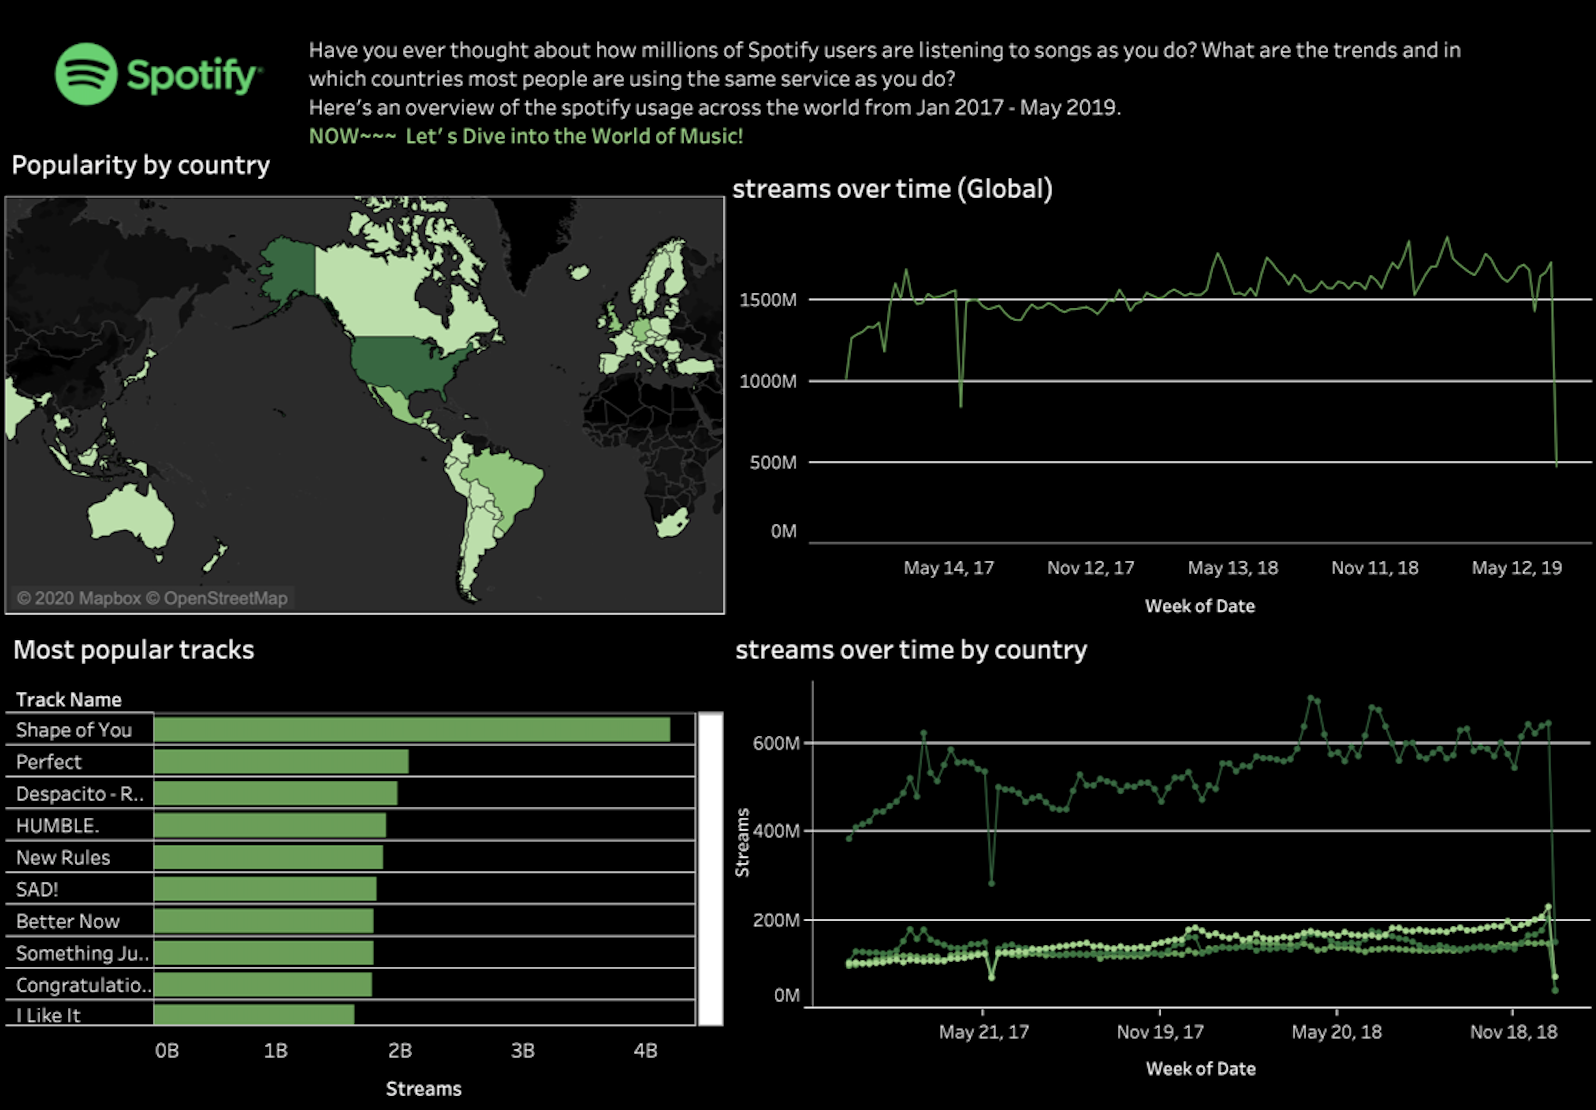 Spotify
Have you ever thought about how millions of Spotify users are listening to songs as you do? What are the trends and in
which countries most people are using the same service as you do?
Here's an overview of the spotify usage across the world from Jan 2017 - May 2019.
NOW~~~ Let' s Dive into the World of Music!
Popularity by country
© 2020 Mapbox © OpenStreetMap
streams over time (Global)
1500M
1000M
500M
0M
May 14, 17 Nov 12, 17 May 13, 18 Nov 11, 18 May 12, 19
Week of Date
Most popular tracks
Track Name
Shape of You
Perfect
Despacito - R..
HUMBLE.
New Rules
SAD!
Better Now
Something Ju..
Congratulatio..
I Like It
0B 1B 2B 3B 4B
Streams
streams over time by country
Streams
600M
400M
200M
0M
May 21, 17 Nov 19, 17 May 20, 18 Nov 18, 18
Week of Date